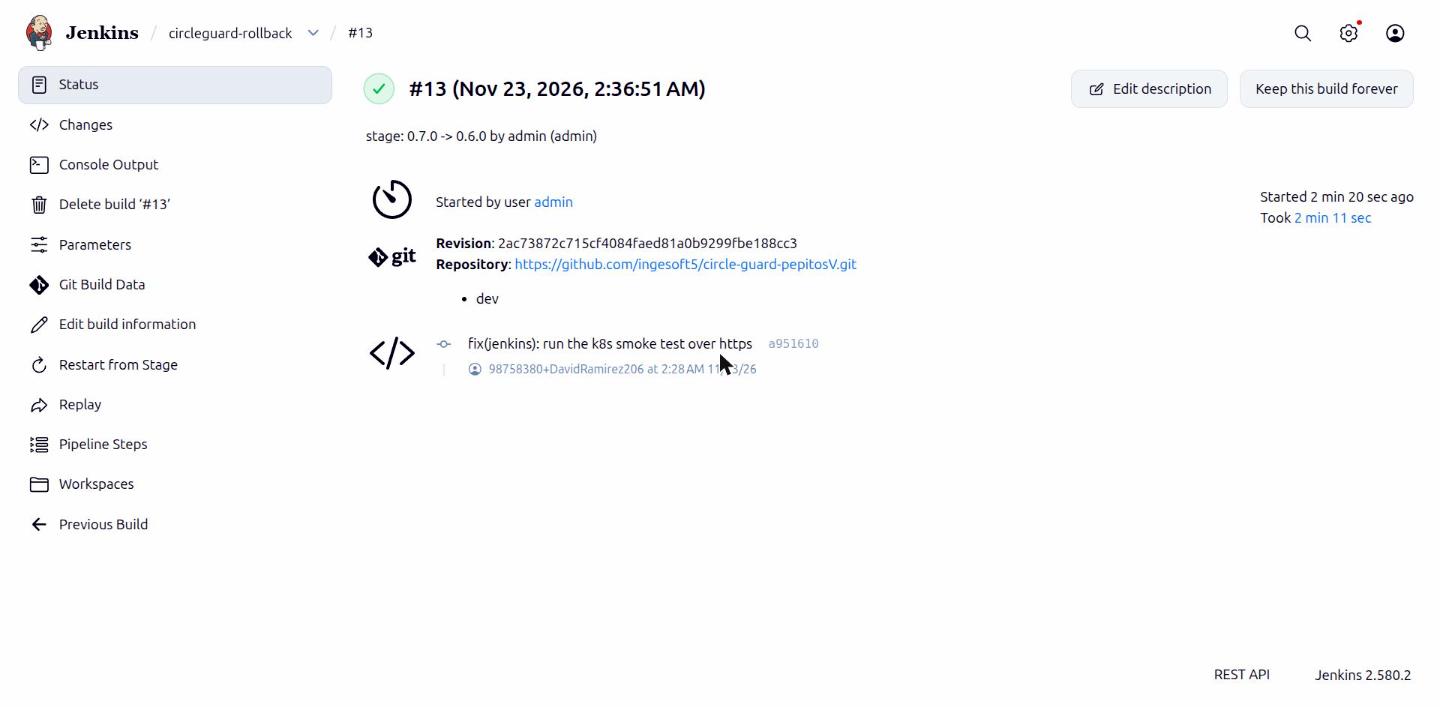 Jenkins / circleguard-rollback / #13
Status
Changes
Console Output
Delete build ‘#13’
Parameters
Git Build Data
Edit build information
Restart from Stage
Replay
Pipeline Steps
Workspaces
Previous Build
#13 (Nov 23, 2026, 2:36:51 AM)
Edit description
Keep this build forever
stage: 0.7.0 -> 0.6.0 by admin (admin)
Started by user admin
Started 2 min 20 sec ago
Took 2 min 11 sec
git
Revision: 2ac73872c715cf4084faed81a0b9299fbe188cc3
Repository: https://github.com/ingesoft5/circle-guard-pepitosV.git
• dev
fix(jenkins): run the k8s smoke test over https a951610
98758380+DavidRamirez206 at 2:28 AM
REST API
Jenkins 2.580.2